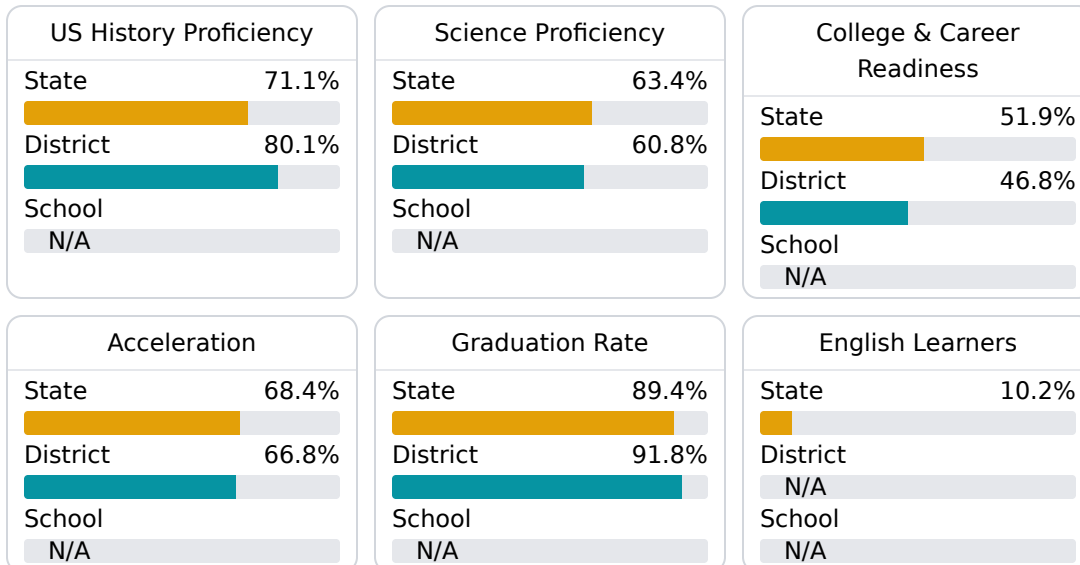 US History Proficiency
State 71.1%
District 80.1%
School
N/A
Science Proficiency
State 63.4%
District 60.8%
School
N/A
College & Career
Readiness
State 51.9%
District 46.8%
School
N/A
Acceleration
State 68.4%
District 66.8%
School
N/A
Graduation Rate
State 89.4%
District 91.8%
School
N/A
English Learners
State 10.2%
District
N/A
School
N/A